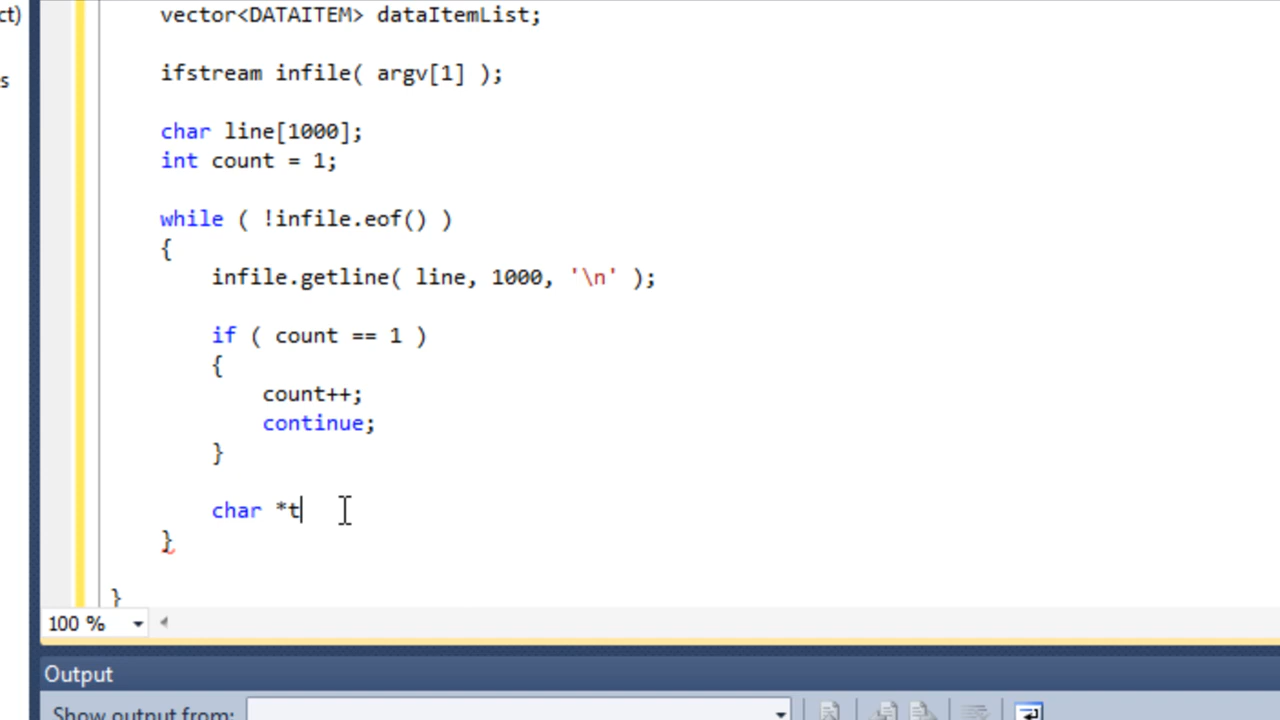 ct)
s
vector<DATAITEM> dataItemList;
ifstream infile( argv[1] );
char line[1000];
int count = 1;
while ( !infile.eof() )
{
infile.getline( line, 1000, '\n' );
if ( count == 1 )
{
count++;
continue;
}
char *t
}
}
100 %
Output
Show output from: